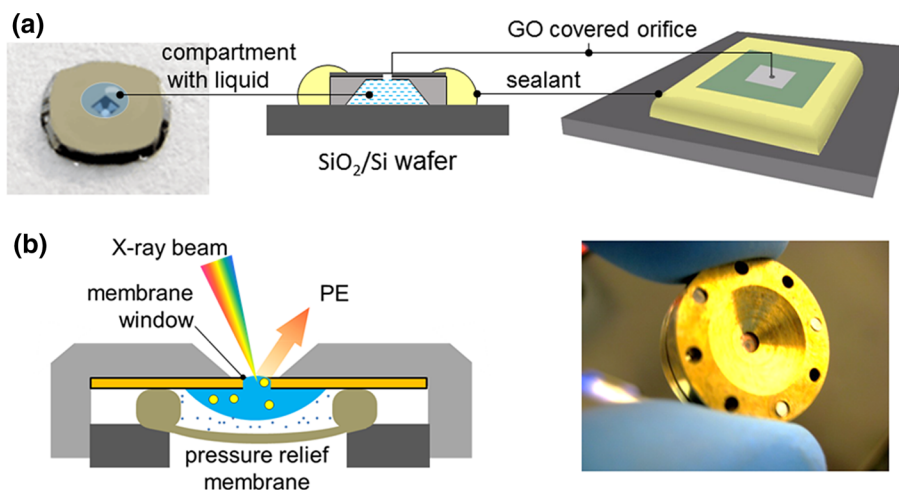 (a)
compartment
with liquid
GO covered orifice
sealant
SiO₂/Si wafer
(b)
X-ray beam
membrane
window
PE
pressure relief
membrane